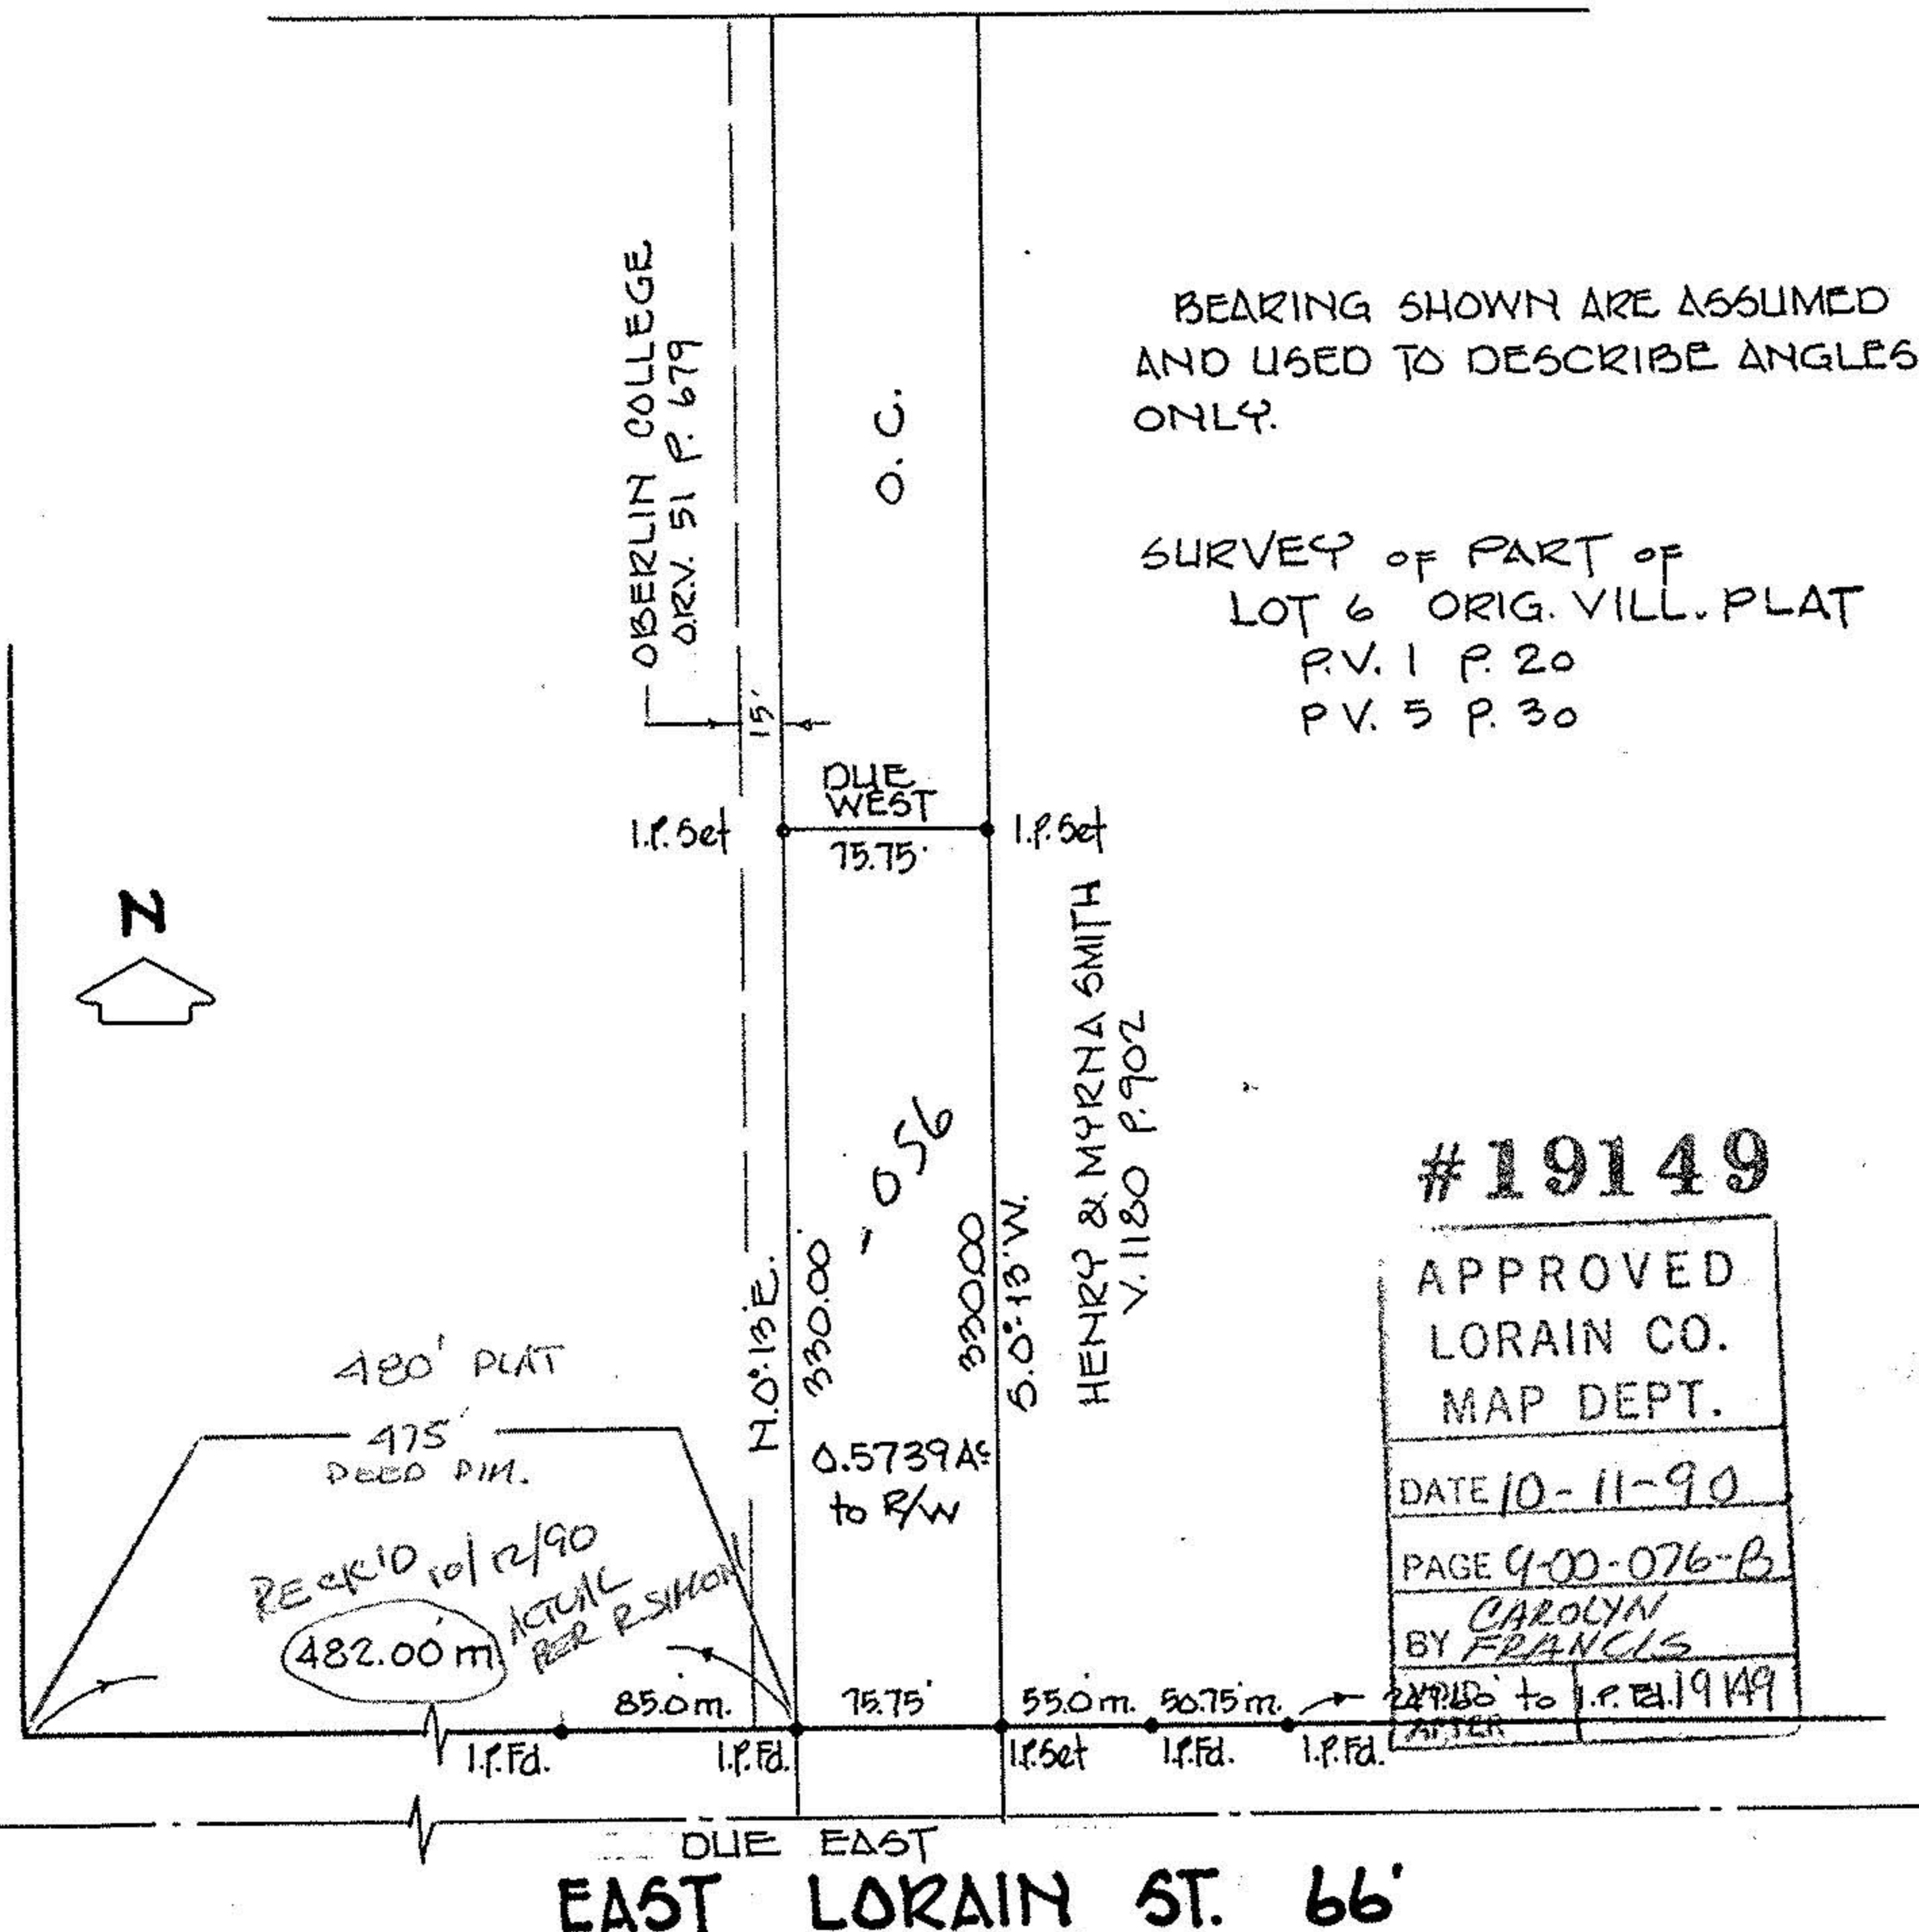 OBERLIN COLLEGE
O.R.V. 51 P. 679
O. C.
BEARING SHOWN ARE ASSUMED
AND USED TO DESCRIBE ANGLES
ONLY.
SURVEY OF PART OF
LOT 6 ORIG. VILL. PLAT
P.V. 1 P. 20
P V. 5 P. 30
15'
DUE
WEST
I.P. Set
I.P. Set
75.75'
N
HENRY & MYRNA SMITH
V. 1180 P. 902
- 056
#19149
APPROVED
LORAIN CO.
MAP DEPT.
DATE 10-11-90
PAGE 9-00-076-B
BY CAROLYN
FRANCIS
VOID
AFTER
to I.P. Fd. 19149
N.0°-13'E.
330.00'
330.00
S.0°-13'W.
480' PLAT
475'
DEED DIM.
0.5739 Ac
to R/W
RECK'D 10/12/90
482.00' m.
ACTUAL
PER R SIMON
85.0'm.
75.75'
55.0'm.
50.75'm.
I.P. Fd.
I.P. Fd.
I.P. Set
I.P. Fd.
I.P. Fd.
DUE EAST
EAST LORAIN ST. 66'